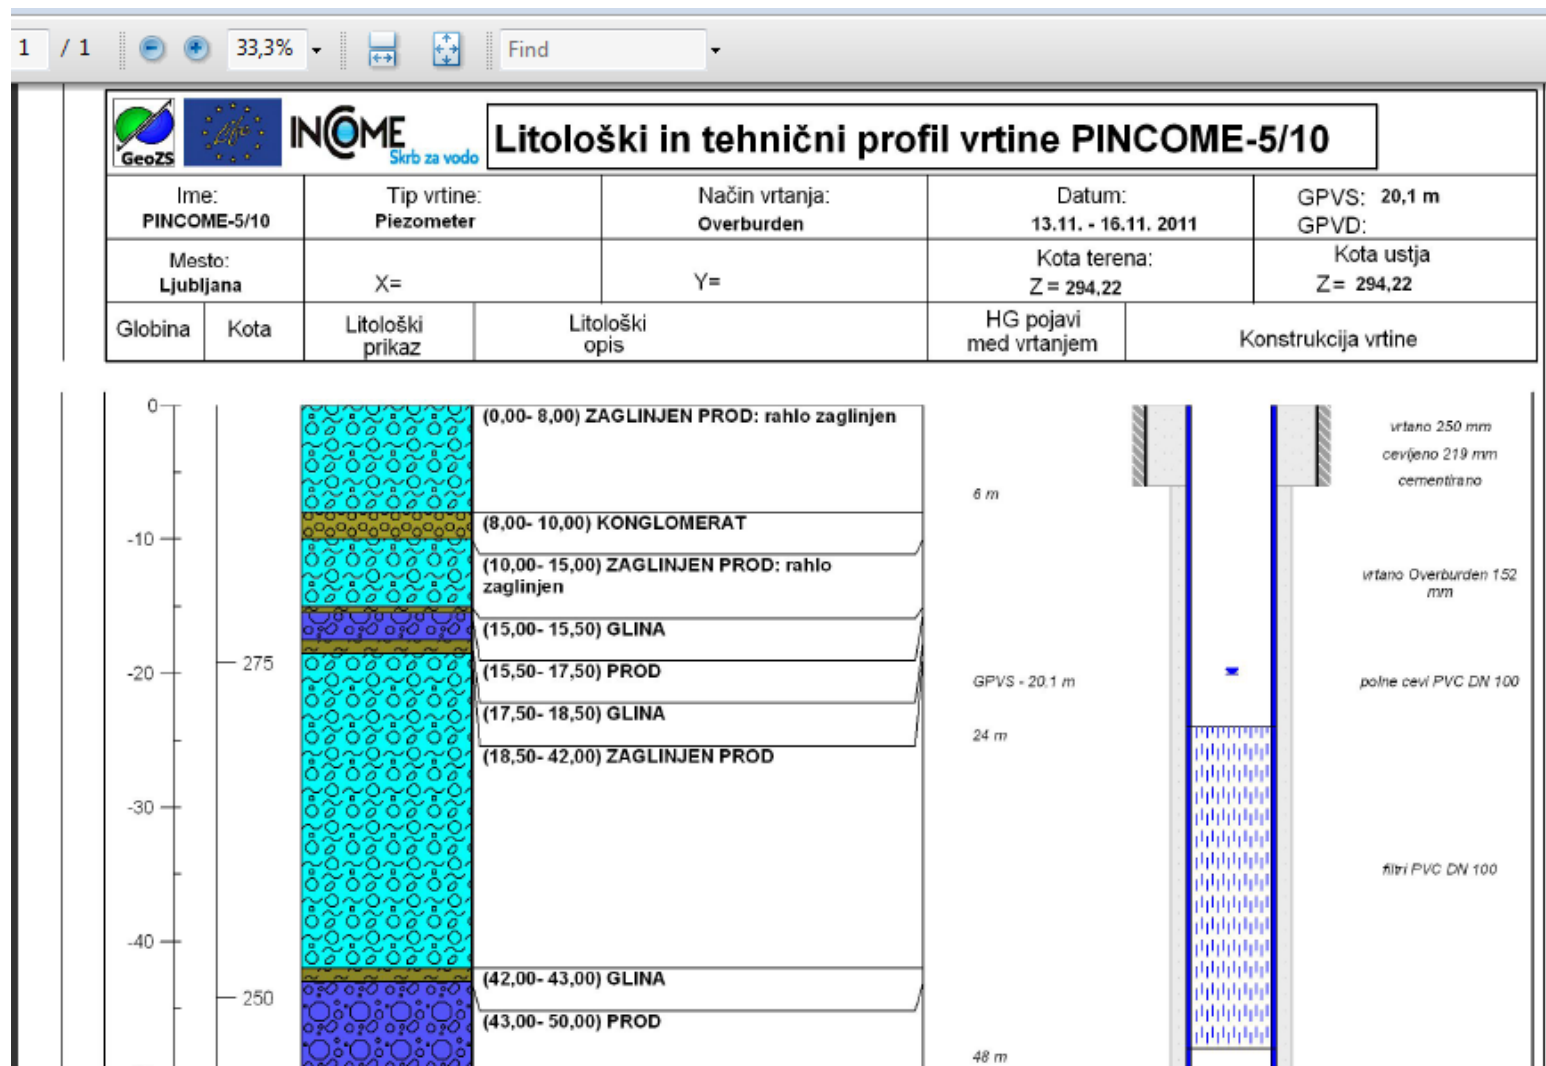 1 / 1 33,3% Find
GeoZS life INCOME Skrb za vodo
Litološki in tehnični profil vrtine PINCOME-5/10
Ime: Tip vrtine: Način vrtanja: Datum: GPVS: 20,1 m
PINCOME-5/10 Piezometer Overburden 13.11. - 16.11. 2011 GPVD:
Mesto: Kota terena: Kota ustja
Ljubljana X= Y= Z = 294,22 Z = 294,22
Globina Kota Litološki prikaz Litološki opis HG pojavi med vrtanjem Konstrukcija vrtine
0
(0,00- 8,00) ZAGLINJEN PROD: rahlo zaglinjen
vrtano 250 mm
cevljeno 219 mm
cementirano
6 m
(8,00- 10,00) KONGLOMERAT
-10
(10,00- 15,00) ZAGLINJEN PROD: rahlo
zaglinjen
vrtano Overburden 152
mm
(15,00- 15,50) GLINA
275
(15,50- 17,50) PROD
-20
GPVS - 20,1 m
polne cevi PVC DN 100
(17,50- 18,50) GLINA
24 m
(18,50- 42,00) ZAGLINJEN PROD
-30
filtri PVC DN 100
-40
(42,00- 43,00) GLINA
250
(43,00- 50,00) PROD
48 m